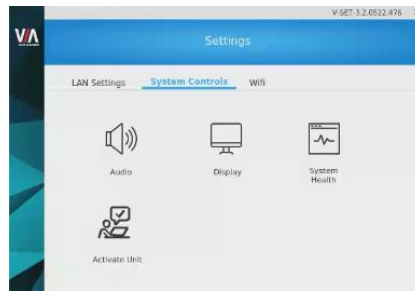 V-SET-3.2.0522.476
VIA
Settings
LAN Settings System Controls Wifi
Audio Display System
Health
Activate Unit